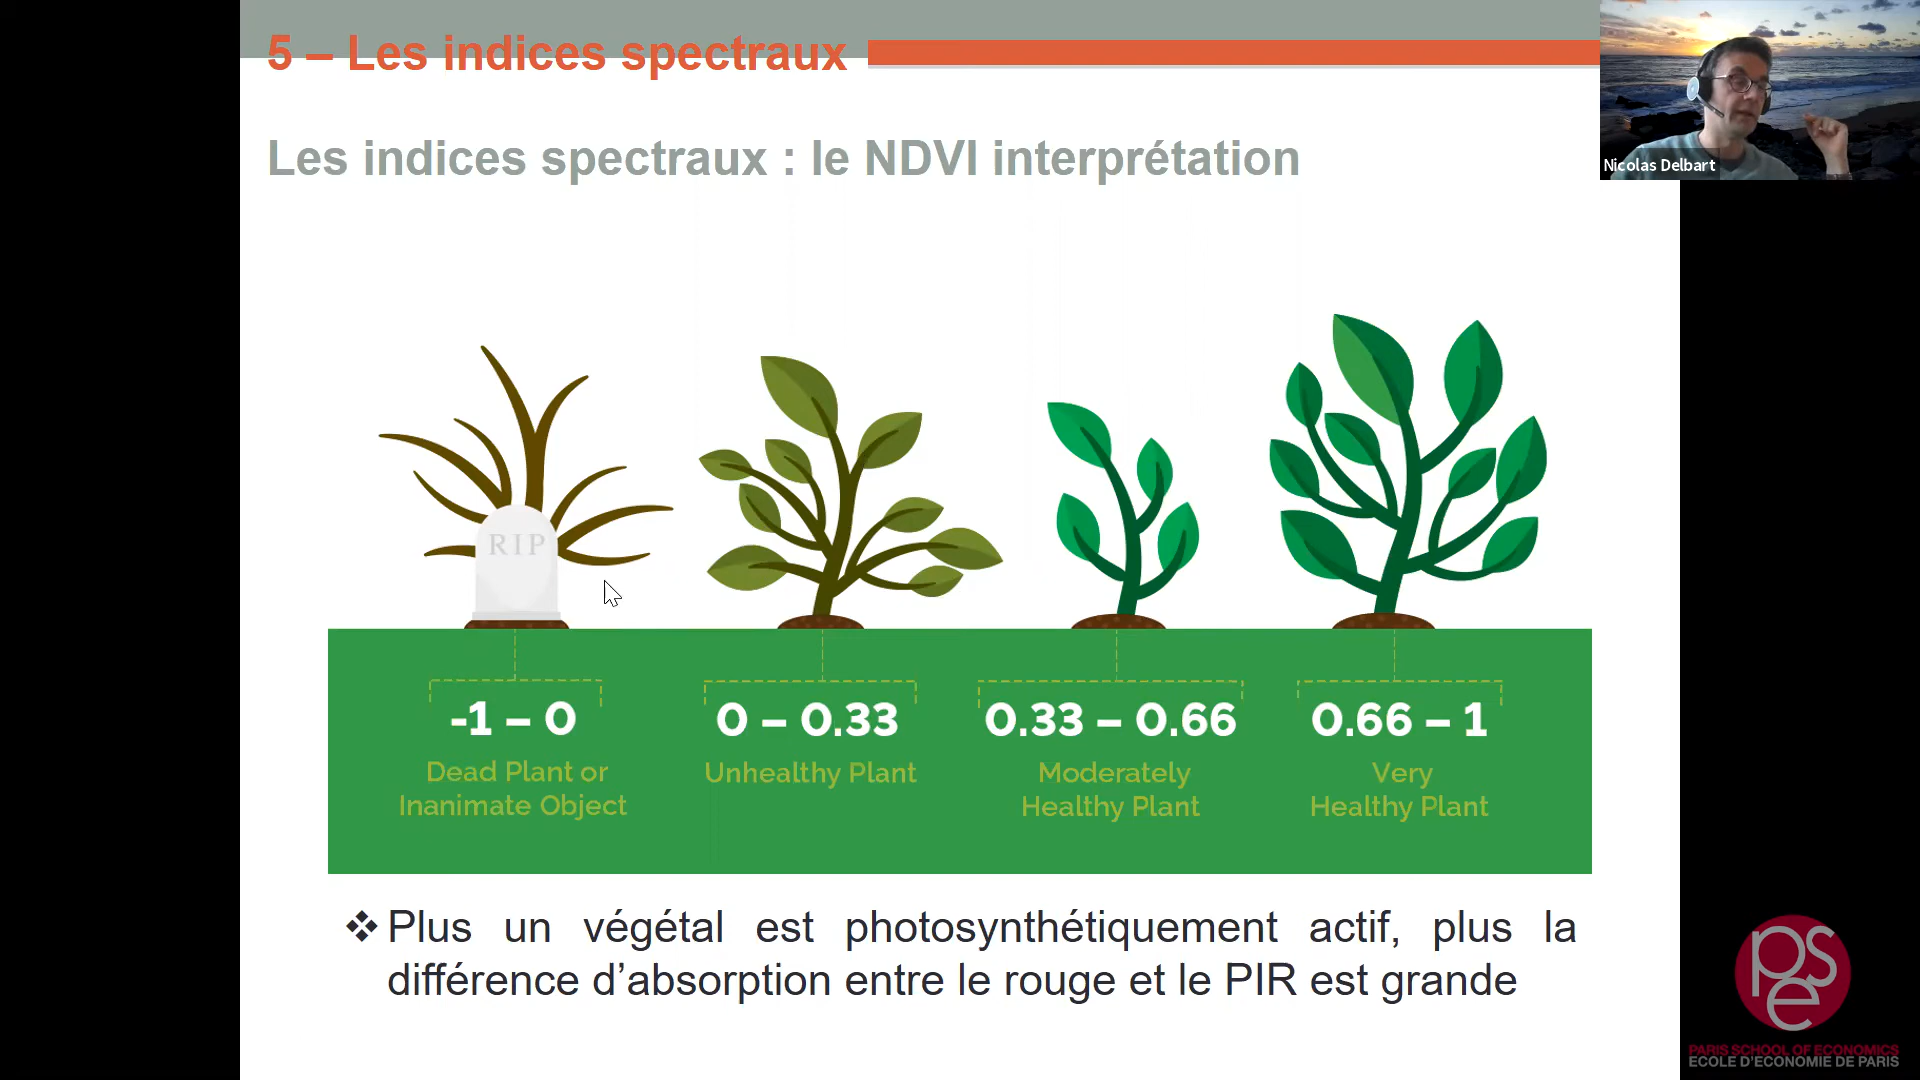 5 – Les indices spectraux
Nicolas Delbart
Les indices spectraux : le NDVI interprétation
RIP
-1 – 0
0 – 0.33
0.33 – 0.66
0.66 – 1
Dead Plant or
Inanimate Object
Unhealthy Plant
Moderately
Healthy Plant
Very
Healthy Plant
❖ Plus un végétal est photosynthétiquement actif, plus la
différence d’absorption entre le rouge et le PIR est grande
pse
PARIS SCHOOL OF ECONOMICS
ECOLE D'ECONOMIE DE PARIS